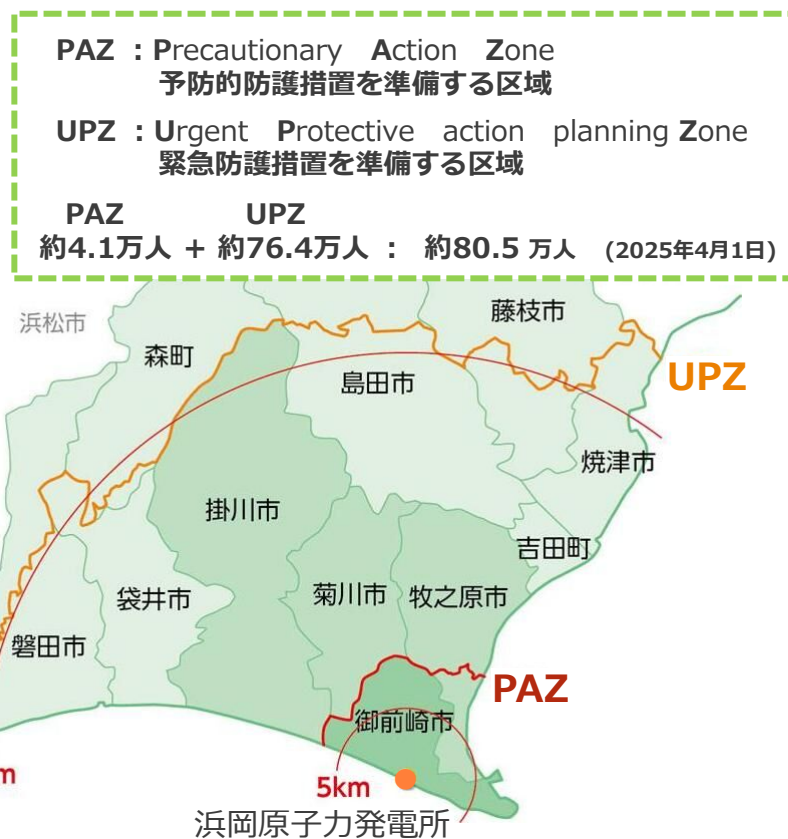 PAZ : Precautionary Action Zone
予防的防護措置を準備する区域
UPZ : Urgent Protective action planning Zone
緊急防護措置を準備する区域
PAZ UPZ
約4.1万人 + 約76.4万人 : 約80.5 万人 (2025年4月1日)
藤枝市
浜松市
森町
UPZ
島田市
焼津市
掛川市
吉田町
菊川市 牧之原市
袋井市
磐田市
PAZ
御前崎市
m
5km
浜岡原子力発電所